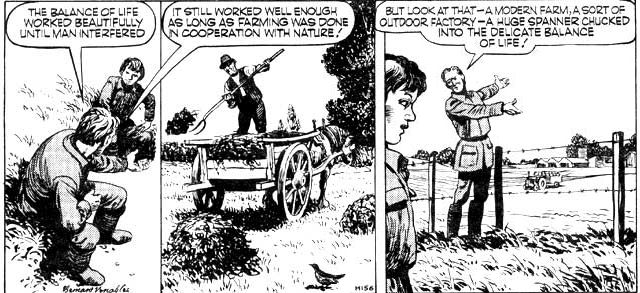 THE BALANCE OF LIFE
WORKED BEAUTIFULLY
UNTIL MAN INTERFERED
IT STILL WORKED WELL ENOUGH
AS LONG AS FARMING WAS DONE
IN COOPERATION WITH NATURE!
BUT LOOK AT THAT—A MODERN FARM, A SORT OF
OUTDOOR FACTORY—A HUGE SPANNER CHUCKED
INTO THE DELICATE BALANCE
OF LIFE!
Bernard Venables
H156